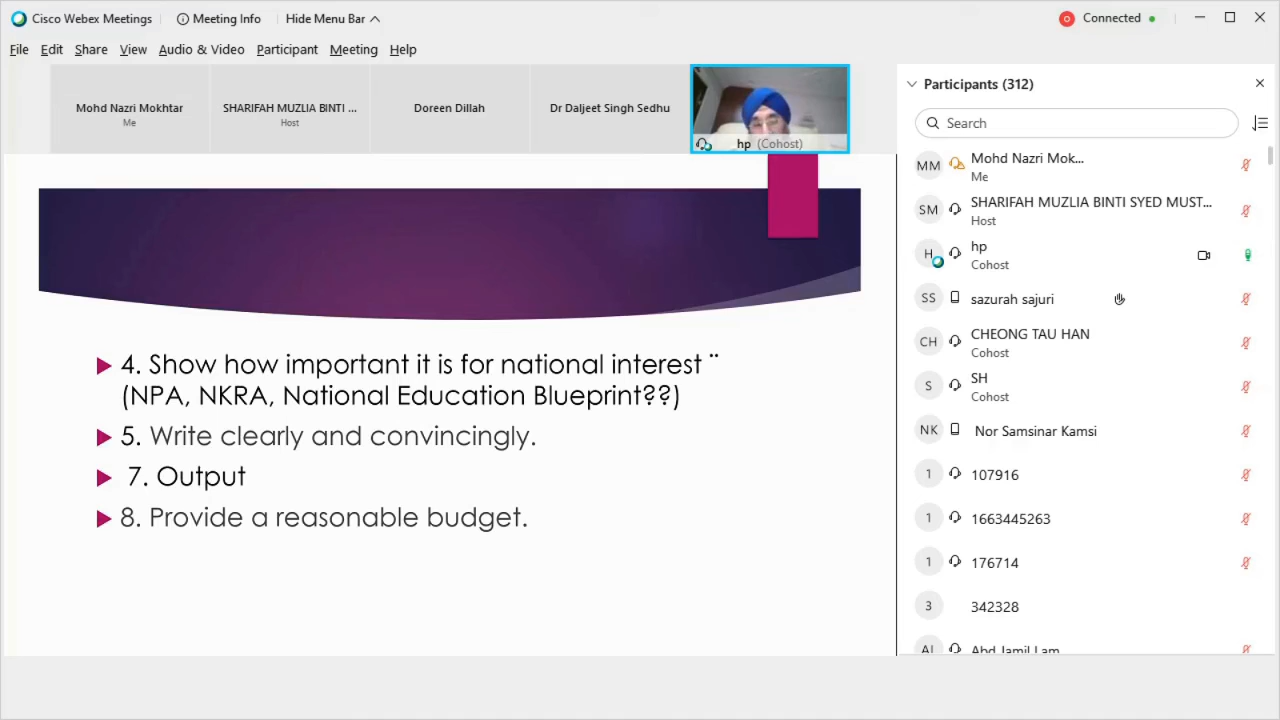 Cisco Webex Meetings
Meeting Info
Hide Menu Bar
Connected
File Edit Share View Audio & Video Participant Meeting Help
Mohd Nazri Mokhtar
Me
SHARIFAH MUZLIA BINTI ...
Host
Doreen Dillah
Dr Daljeet Singh Sedhu
hp (Cohost)
4. Show how important it is for national interest ¨
(NPA, NKRA, National Education Blueprint??)
5. Write clearly and convincingly.
7. Output
8. Provide a reasonable budget.
Participants (312)
Search
MM Mohd Nazri Mok...
Me
SM SHARIFAH MUZLIA BINTI SYED MUST...
Host
H hp
Cohost
SS sazurah sajuri
CH CHEONG TAU HAN
Cohost
S SH
Cohost
NK Nor Samsinar Kamsi
1 107916
1 1663445263
1 176714
3 342328